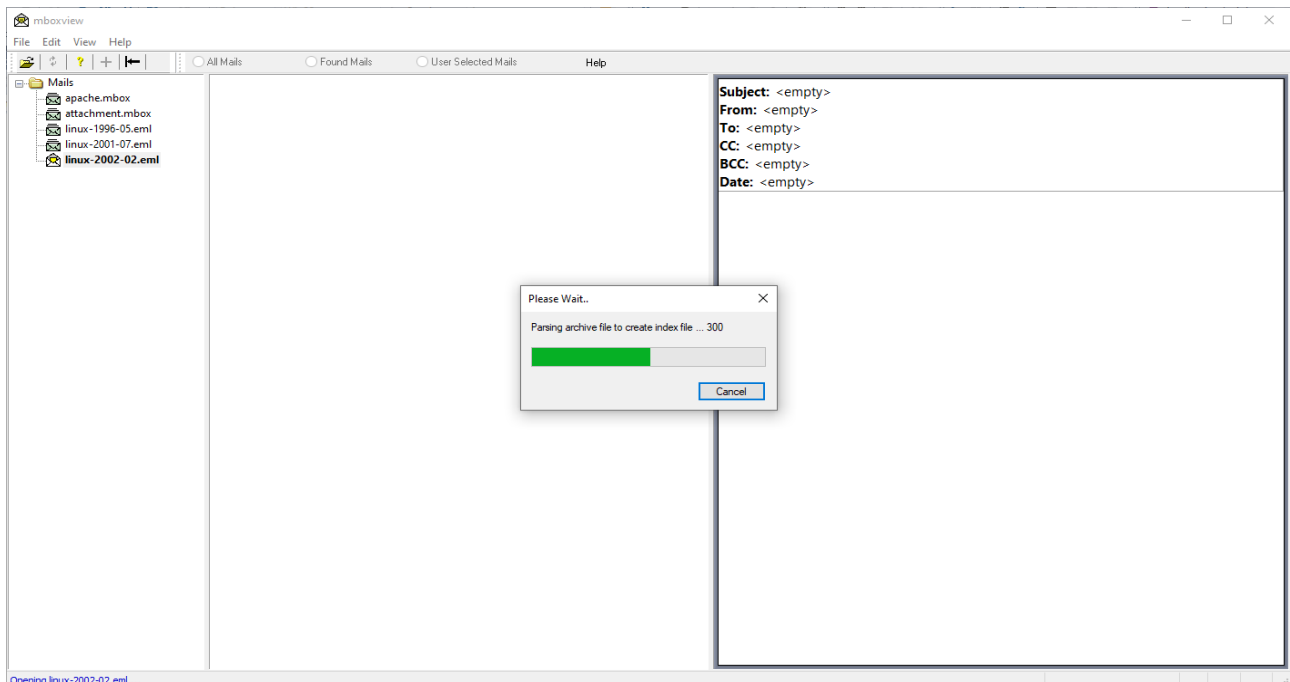 mboxview
File Edit View Help
All Mails Found Mails User Selected Mails Help
Mails
apache.mbox
attachment.mbox
linux-1996-05.eml
linux-2001-07.eml
linux-2002-02.eml
Subject: <empty>
From: <empty>
To: <empty>
CC: <empty>
BCC: <empty>
Date: <empty>
Please Wait..
Parsing archive file to create index file ... 300
Cancel
Opening linux-2002-02.eml